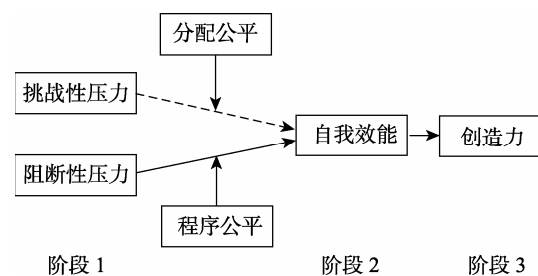 分配公平
挑战性压力
自我效能
创造力
阻断性压力
程序公平
阶段 1
阶段 2
阶段 3